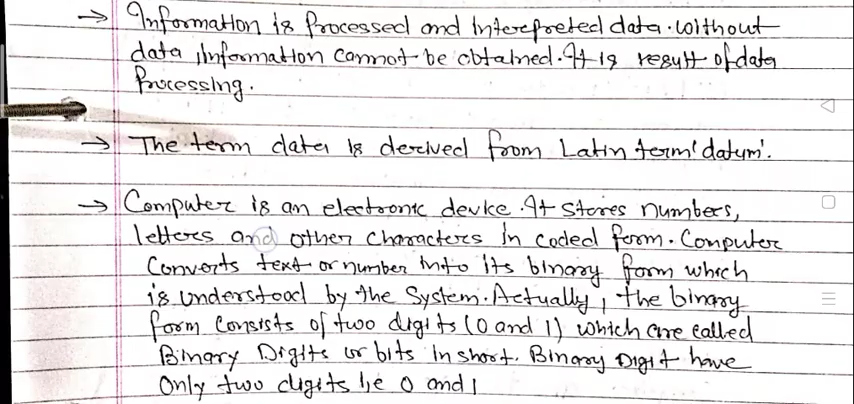 → Information is Processed and Interpreted data. without
data, Information cannot be obtained. It is result of data
Processing.
→ The term data is derived from Latin term 'datum'.
→ Computer is an electronic device. It stores numbers,
letters and other characters in coded form. Computer
Converts text or number into its binary form which
is understood by the System. Actually, the binary
form Consists of two digits (0 and 1) which are called
Binary Digits or bits In short. Binary Digit have
Only two digits i,e 0 and 1